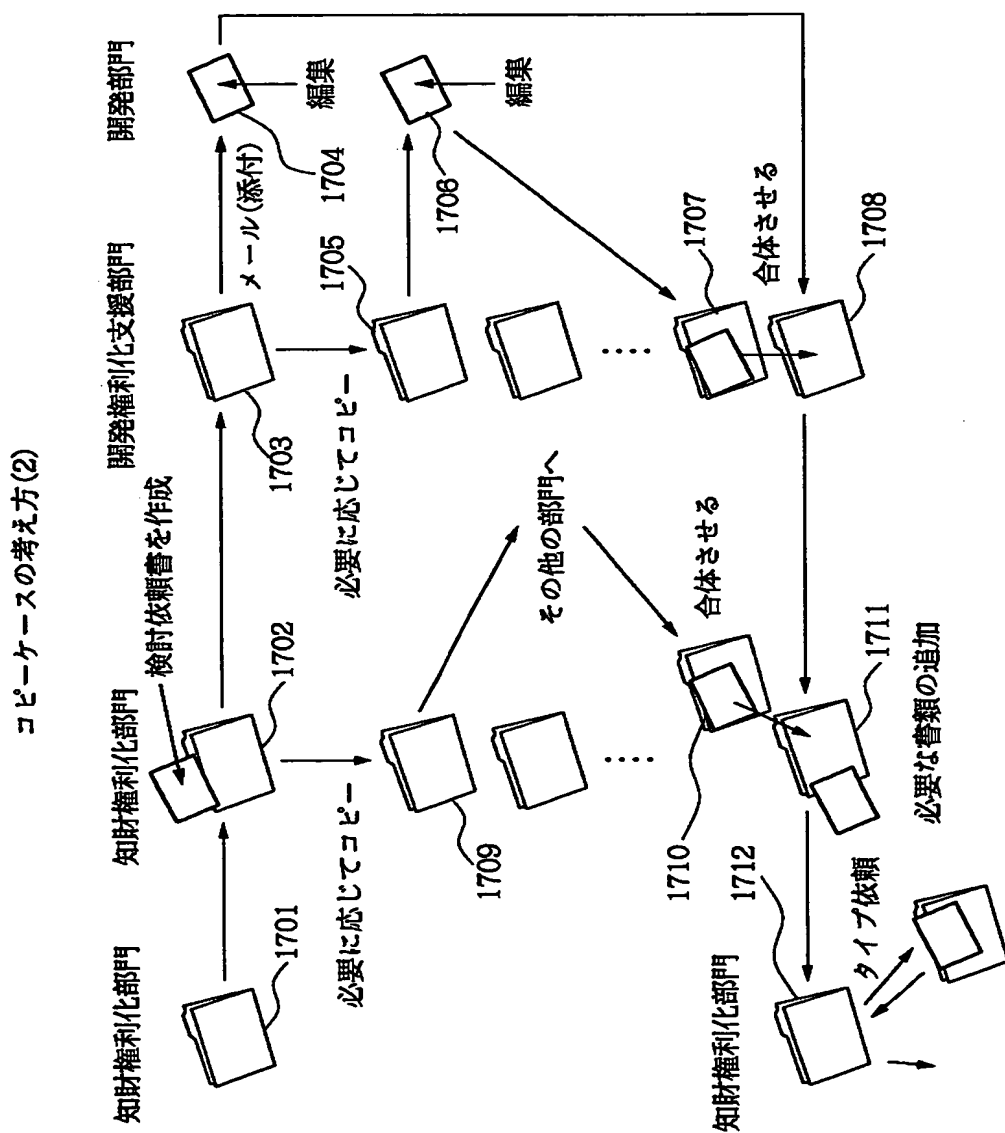 コピーケースの考え方(2)
知財権利化部門
知財権利化部門
開発権利化支援部門
開発部門
検討依頼書を作成
メール(添付)
1701
1702
1703
1704
編集
必要に応じてコピー
必要に応じてコピー
1705
1706
編集
1709
その他の部門へ
1707
合体させる
1708
合体させる
1710
1711
必要な書類の追加
知財権利化部門
1712
タイプ依頼